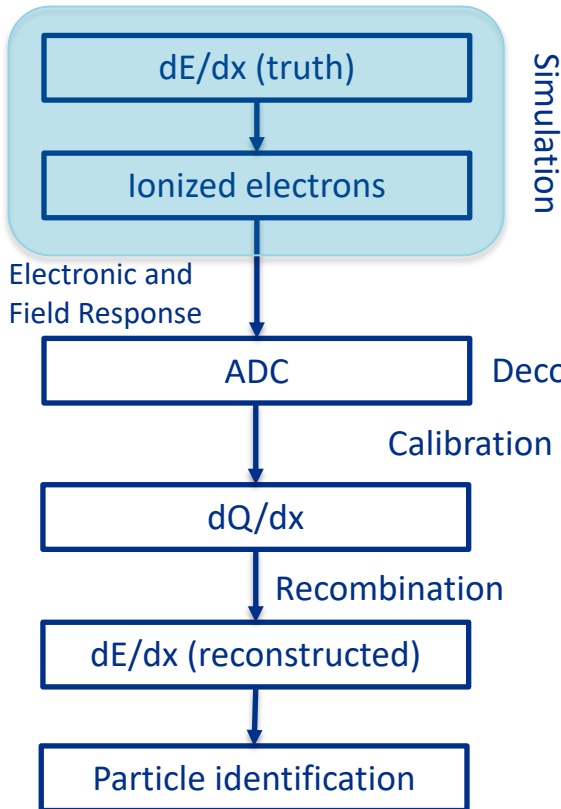 dE/dx (truth)
Simulation
Ionized electrons
Electronic and
Field Response
ADC
Calibration
dQ/dx
Recombination
dE/dx (reconstructed)
Particle identification